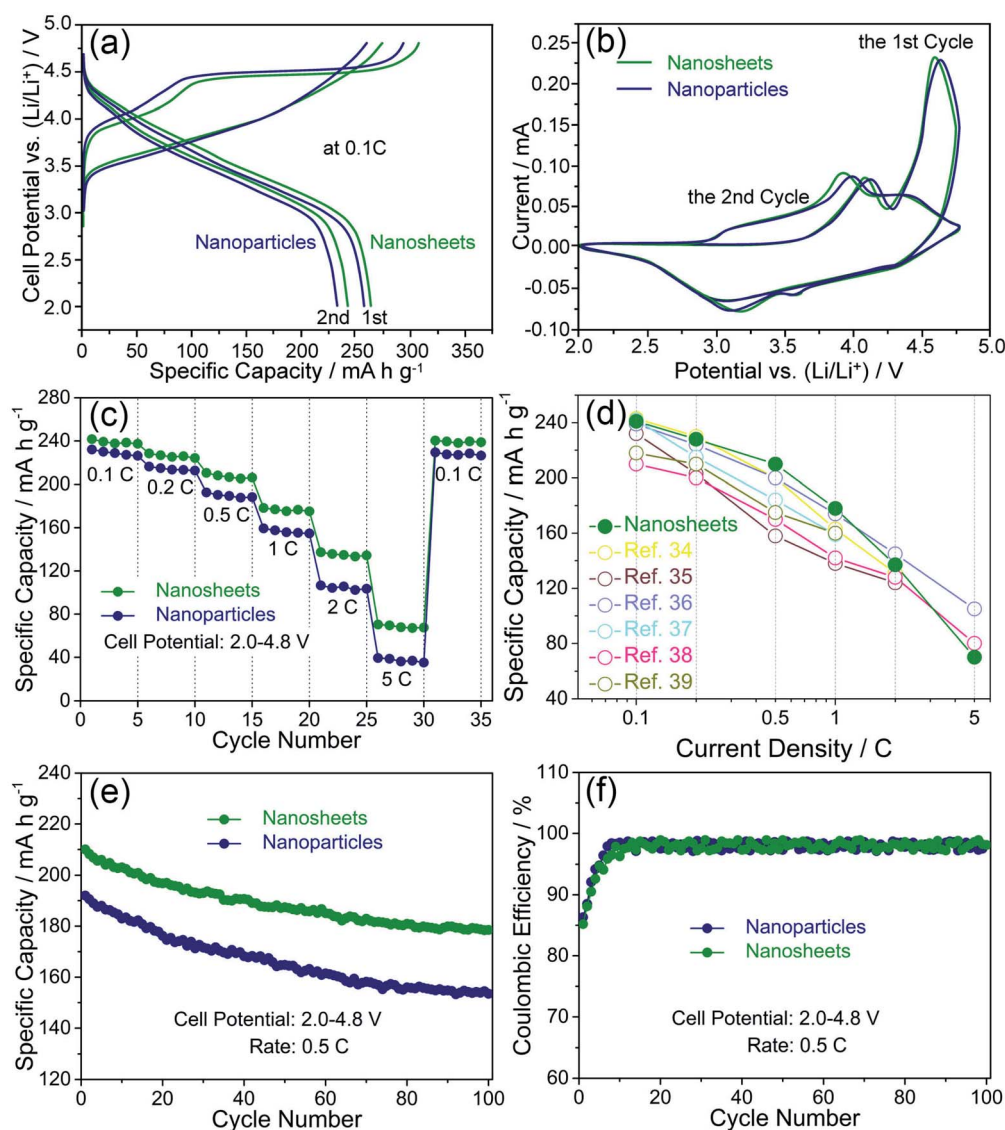 (a)
5.0
4.5
4.0
3.5
3.0
2.5
2.0
Cell Potential vs. (Li/Li⁺) / V
at 0.1C
Nanoparticles
Nanosheets
2nd
1st
0 50 100 150 200 250 300 350
Specific Capacity / mA h g⁻¹
(b)
0.25
0.20
0.15
0.10
0.05
0.00
-0.05
-0.10
Current / mA
the 1st Cycle
Nanosheets
Nanoparticles
the 2nd Cycle
2.0 2.5 3.0 3.5 4.0 4.5 5.0
Potential vs. (Li/Li⁺) / V
(c)
280
240
200
160
120
80
40
0
Specific Capacity / mA h g⁻¹
0.1 C
0.2 C
0.5 C
1 C
2 C
5 C
0.1 C
Nanosheets
Nanoparticles
Cell Potential: 2.0-4.8 V
0 5 10 15 20 25 30 35
Cycle Number
(d)
240
200
160
120
80
40
Specific Capacity / mA h g⁻¹
Nanosheets
Ref. 34
Ref. 35
Ref. 36
Ref. 37
Ref. 38
Ref. 39
0.1 0.5 1 5
Current Density / C
(e)
240
210
180
150
120
Specific Capacity / mA h g⁻¹
Nanosheets
Nanoparticles
Cell Potential: 2.0-4.8 V
Rate: 0.5 C
0 20 40 60 80 100
Cycle Number
(f)
110
100
90
80
70
60
Coulombic Efficiency / %
Nanoparticles
Nanosheets
Cell Potential: 2.0-4.8 V
Rate: 0.5 C
0 20 40 60 80 100
Cycle Number